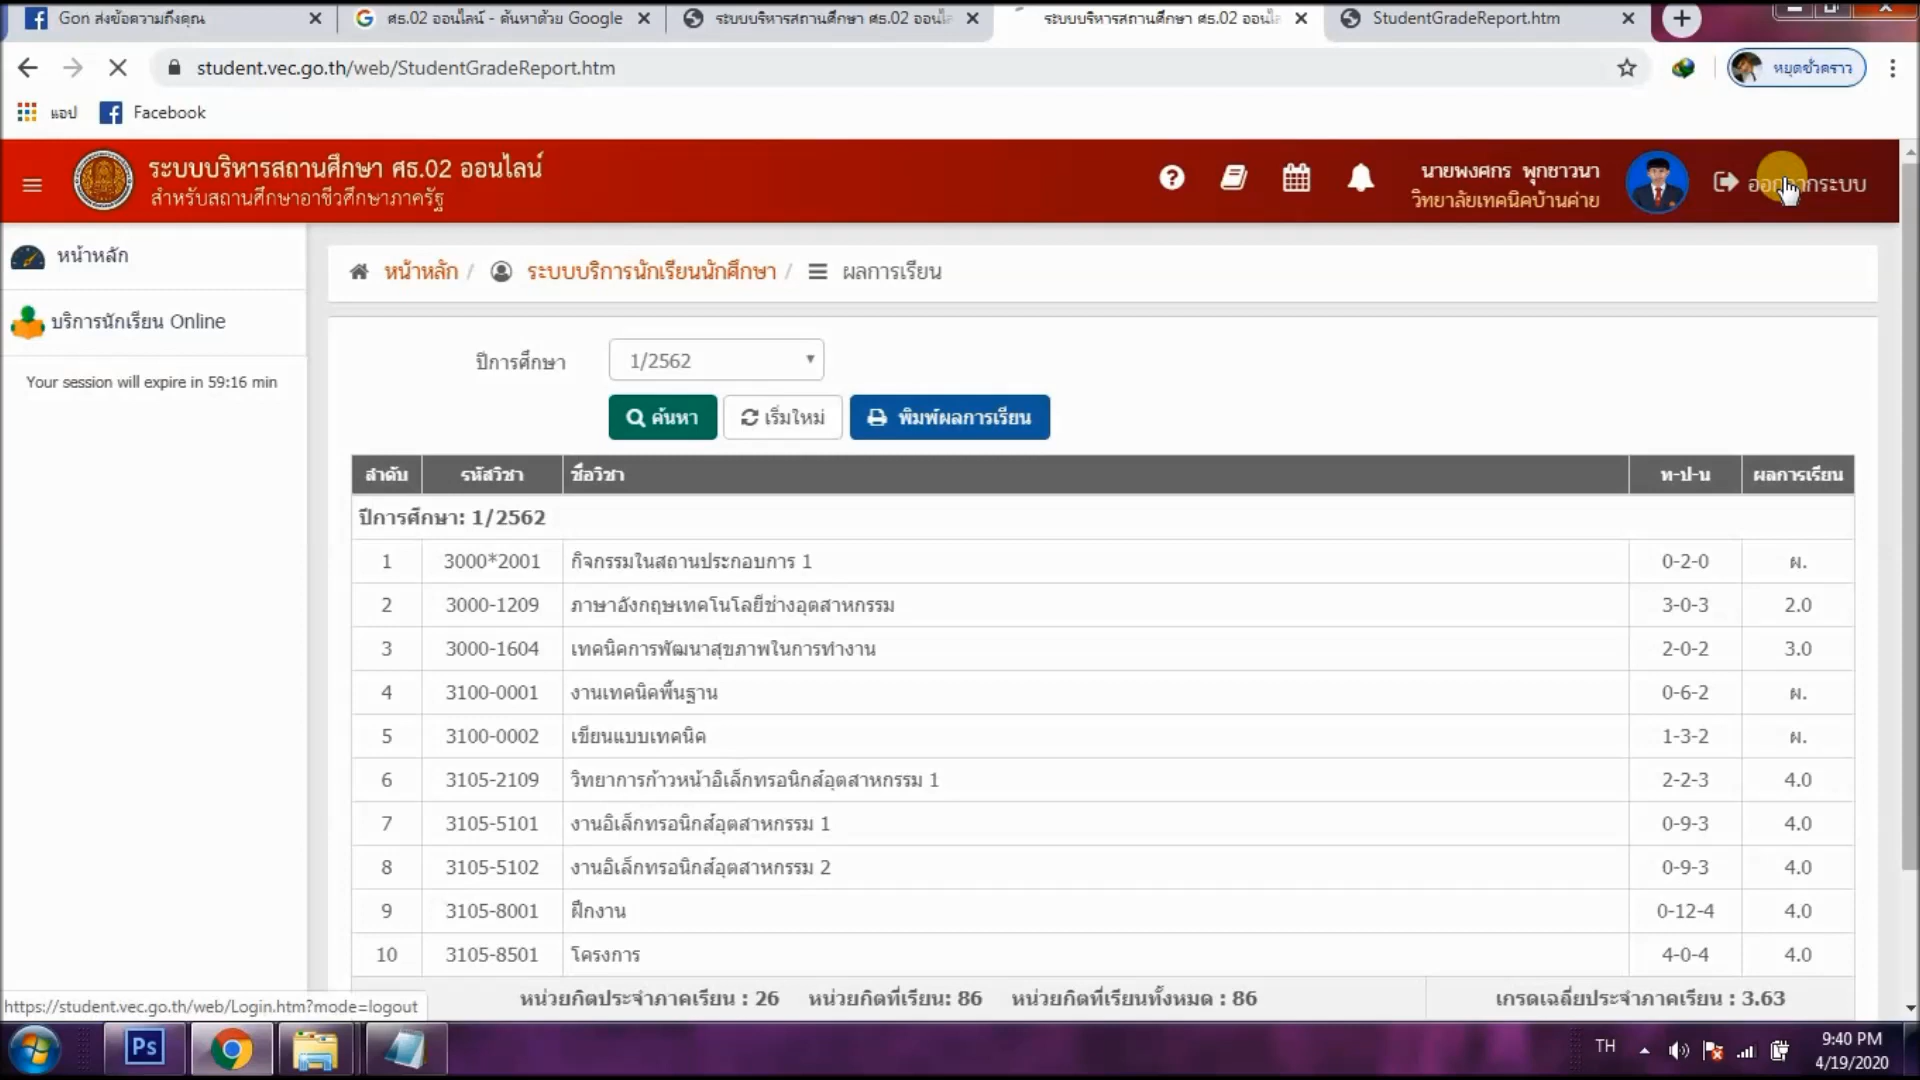 Gon ส่งข้อความถึงคุณ
ศธ.02 ออนไลน์ - ค้นหาด้วย Google
ระบบบริหารสถานศึกษา ศธ.02 ออนไล
ระบบบริหารสถานศึกษา ศธ.02 ออนไล
StudentGradeReport.htm
student.vec.go.th/web/StudentGradeReport.htm
หยุดชั่วคราว
แอป
Facebook
ระบบบริหารสถานศึกษา ศธ.02 ออนไลน์
สำหรับสถานศึกษาอาชีวศึกษาภาครัฐ
นายพงศกร พุกชาวนา
วิทยาลัยเทคนิคบ้านค่าย
ออกจากระบบ
หน้าหลัก
บริการนักเรียน Online
Your session will expire in 59:16 min
หน้าหลัก / ระบบบริการนักเรียนนักศึกษา / ผลการเรียน
ปีการศึกษา 1/2562
ค้นหา เริ่มใหม่ พิมพ์ผลการเรียน
ลำดับ รหัสวิชา ชื่อวิชา ท-ป-น ผลการเรียน
ปีการศึกษา: 1/2562
1 3000*2001 กิจกรรมในสถานประกอบการ 1 0-2-0 ผ.
2 3000-1209 ภาษาอังกฤษเทคโนโลยีช่างอุตสาหกรรม 3-0-3 2.0
3 3000-1604 เทคนิคการพัฒนาสุขภาพในการทำงาน 2-0-2 3.0
4 3100-0001 งานเทคนิคพื้นฐาน 0-6-2 ผ.
5 3100-0002 เขียนแบบเทคนิค 1-3-2 ผ.
6 3105-2109 วิทยาการก้าวหน้าอิเล็กทรอนิกส์อุตสาหกรรม 1 2-2-3 4.0
7 3105-5101 งานอิเล็กทรอนิกส์อุตสาหกรรม 1 0-9-3 4.0
8 3105-5102 งานอิเล็กทรอนิกส์อุตสาหกรรม 2 0-9-3 4.0
9 3105-8001 ฝึกงาน 0-12-4 4.0
10 3105-8501 โครงการ 4-0-4 4.0
หน่วยกิตประจำภาคเรียน : 26 หน่วยกิตที่เรียน: 86 หน่วยกิตที่เรียนทั้งหมด : 86 เกรดเฉลี่ยประจำภาคเรียน : 3.63
https://student.vec.go.th/web/Login.htm?mode=logout
Ps
TH
9:40 PM
4/19/2020